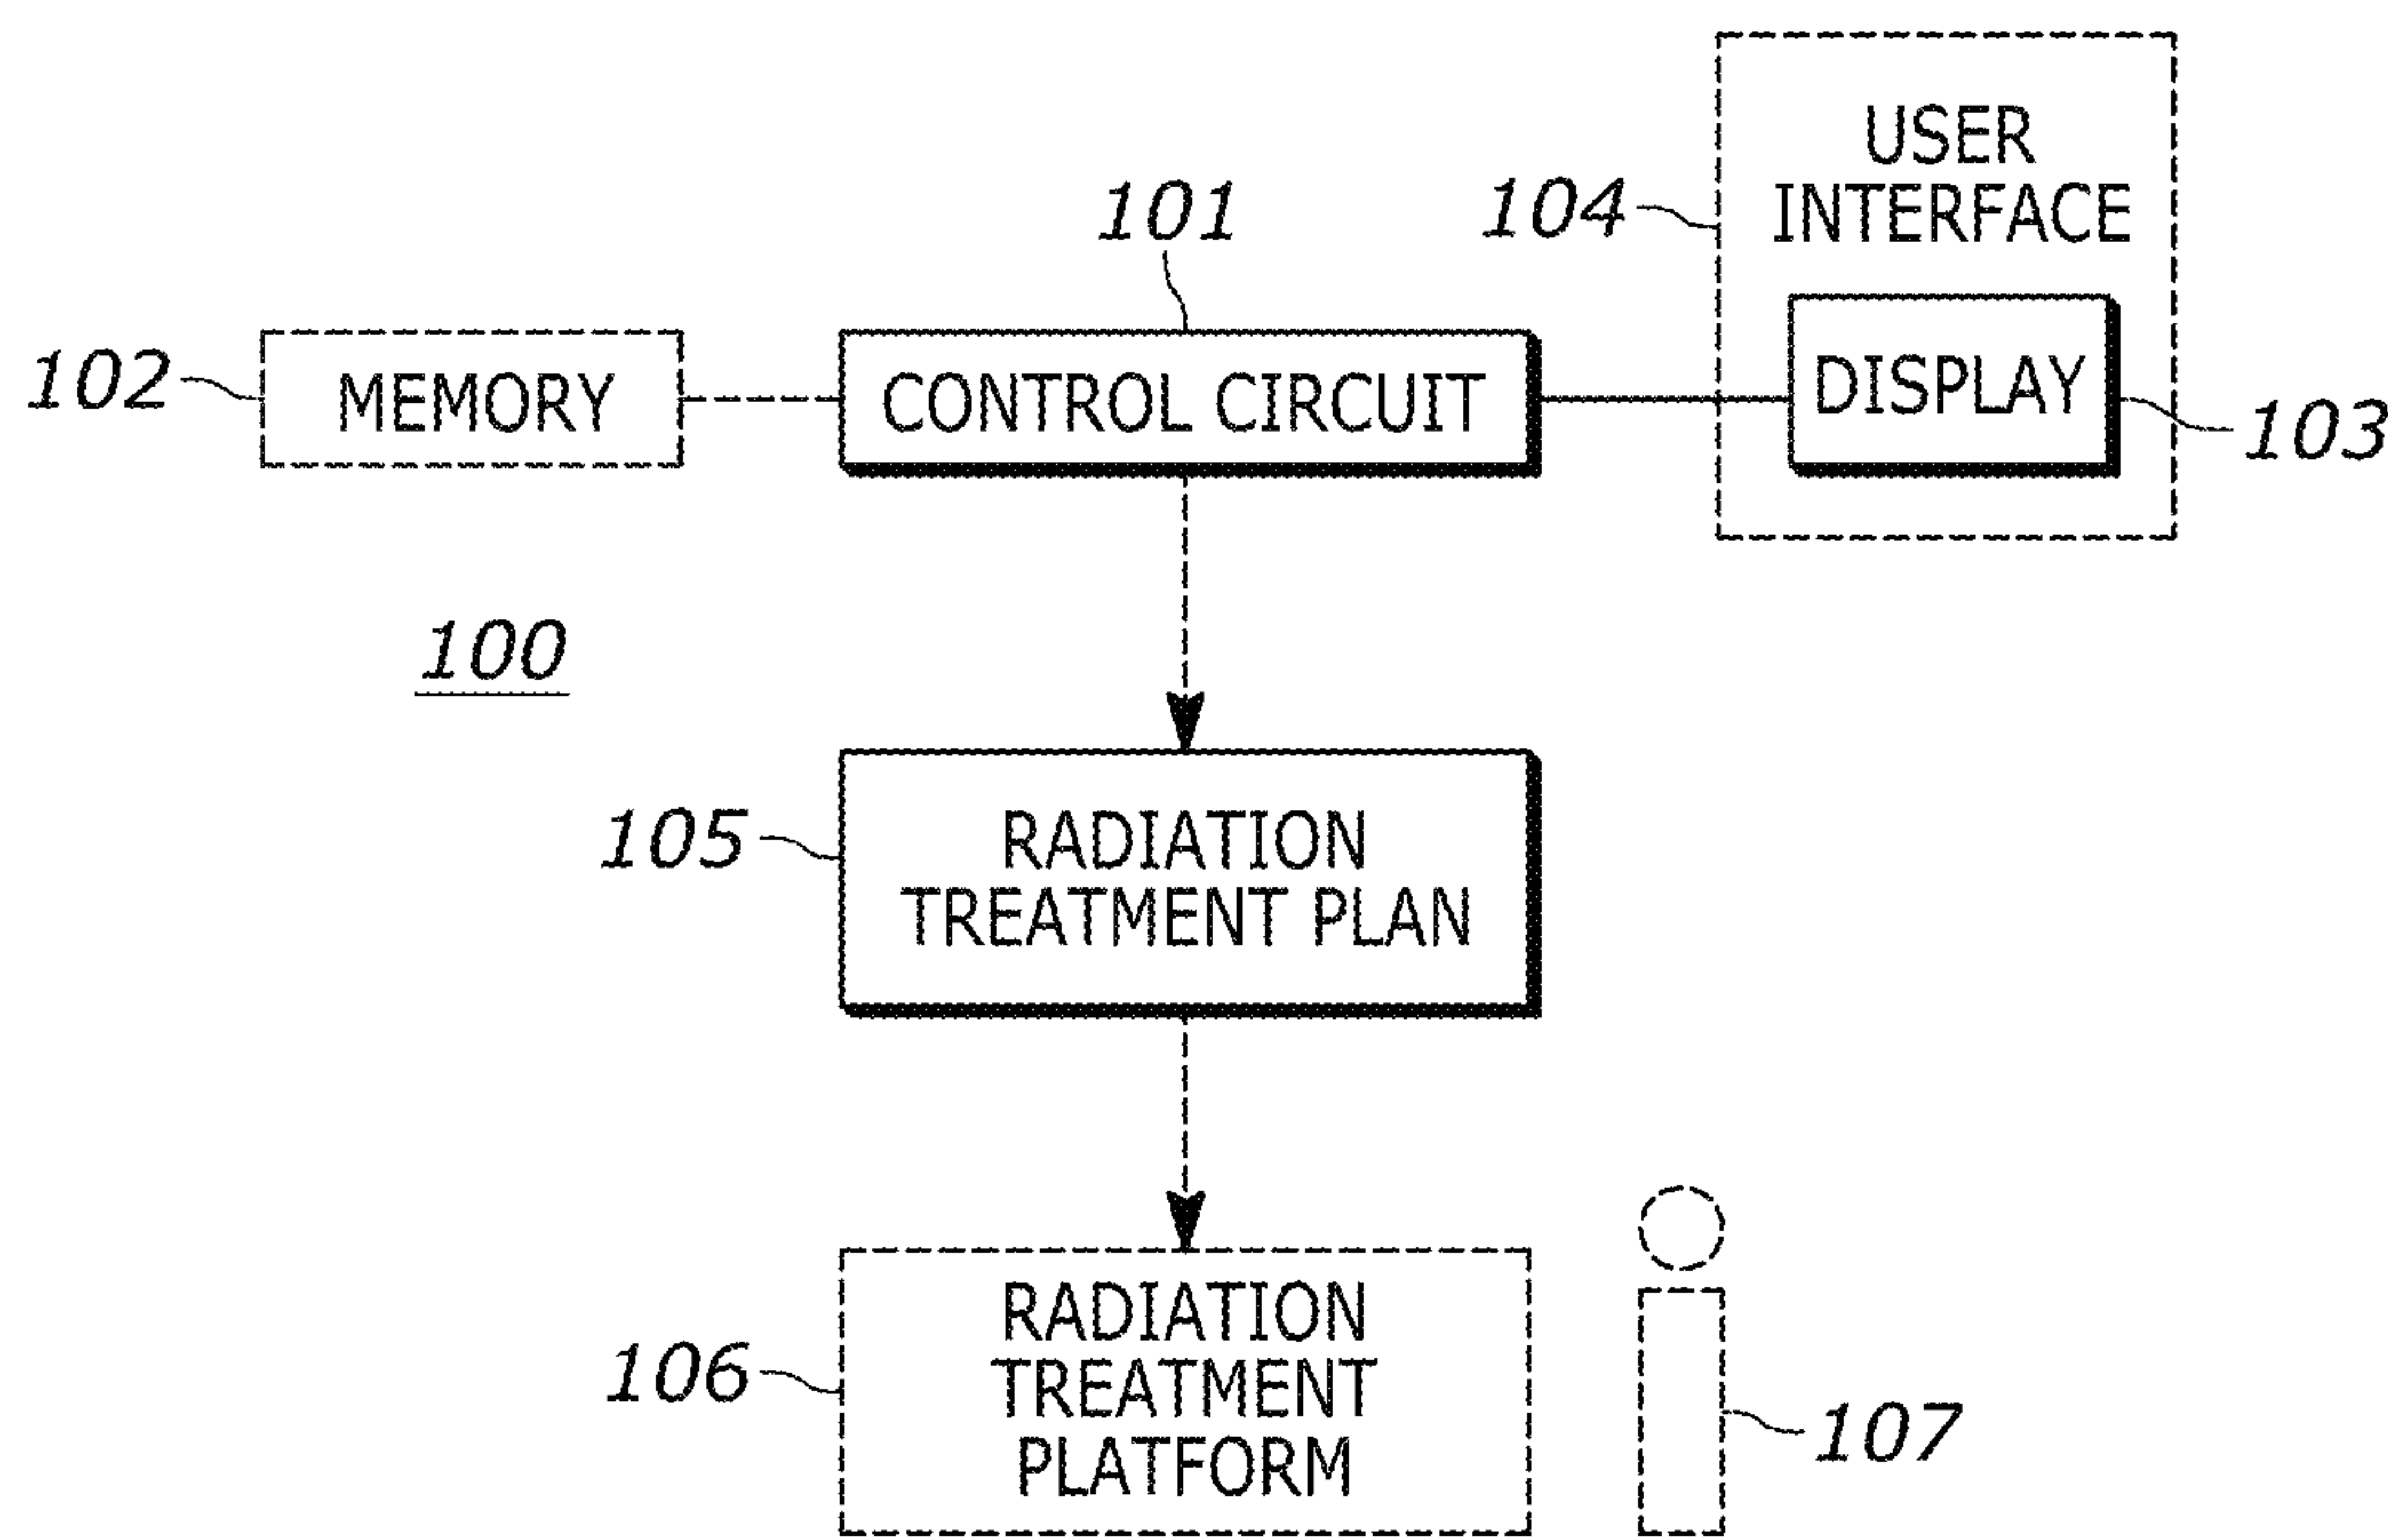 USER
INTERFACE
104
101
102
MEMORY
CONTROL CIRCUIT
DISPLAY
103
100
105
RADIATION
TREATMENT PLAN
106
RADIATION
TREATMENT
PLATFORM
107